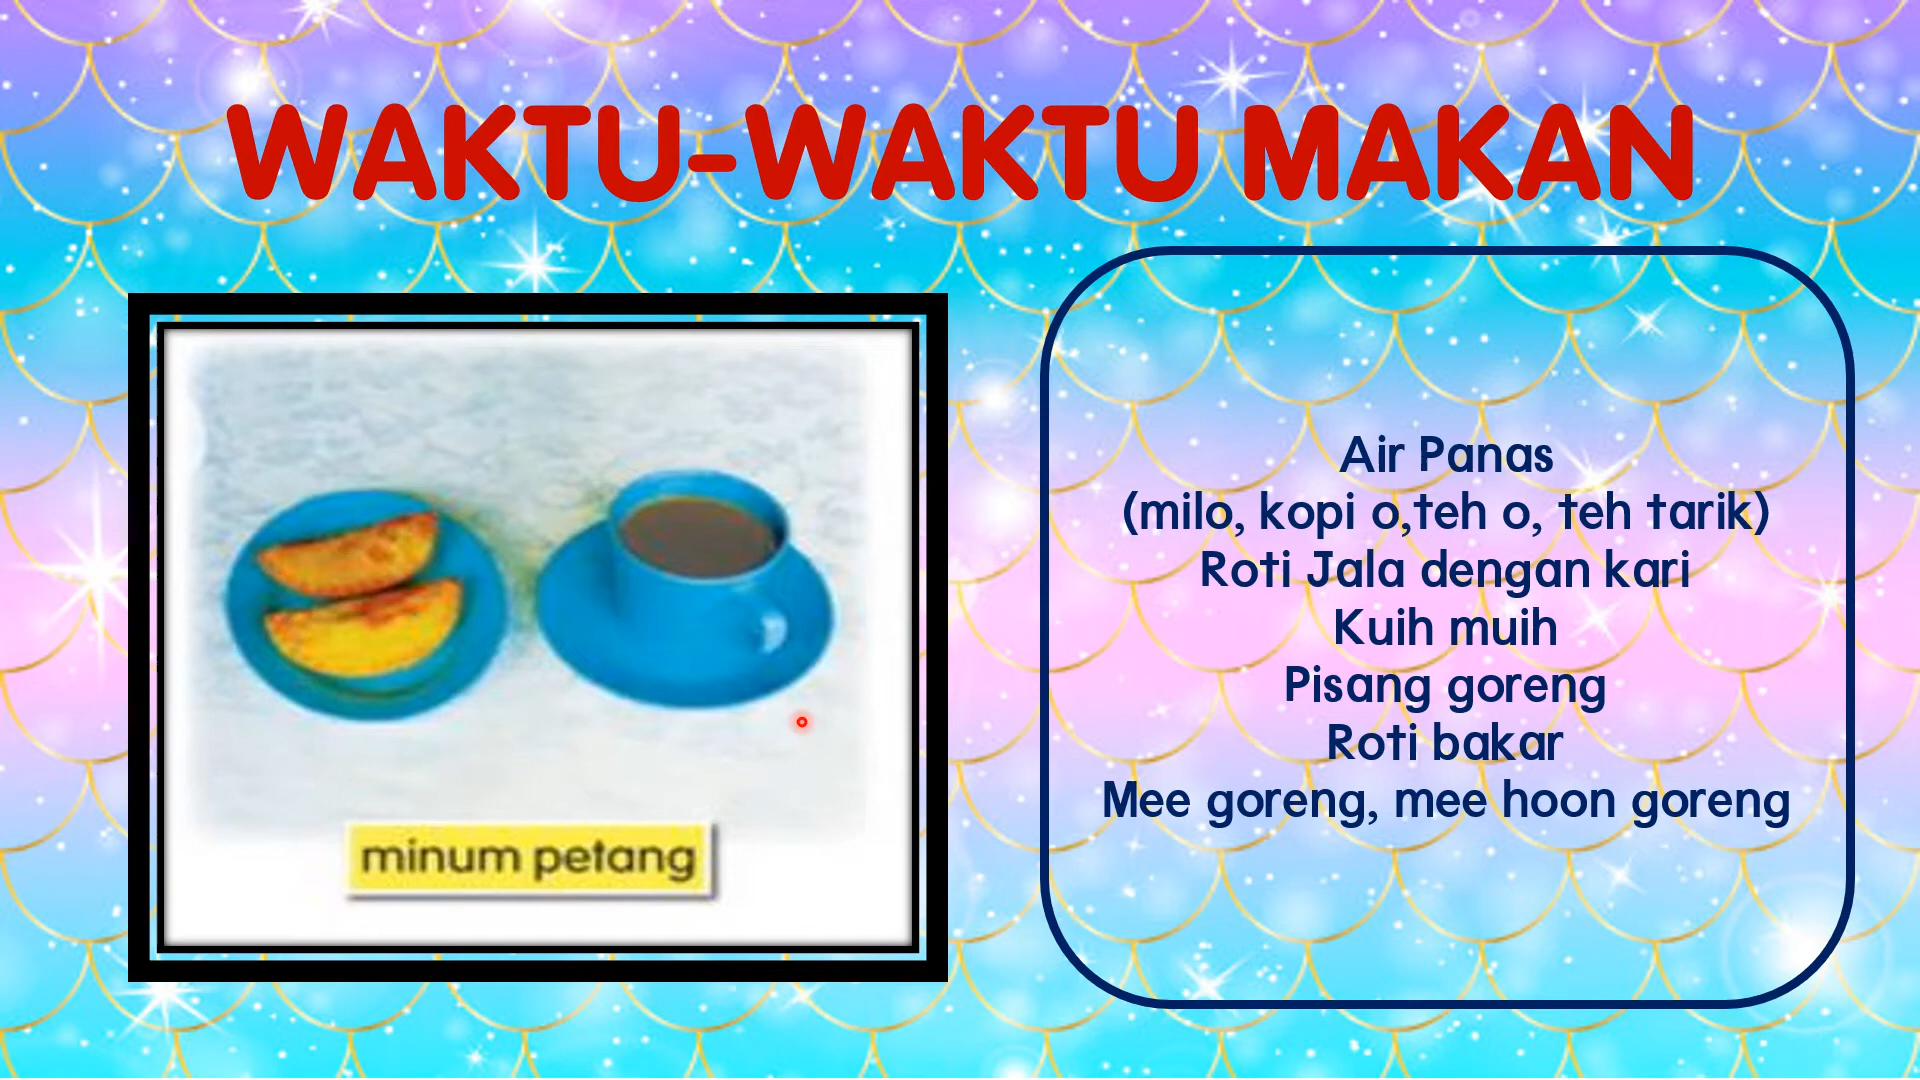 WAKTU-WAKTU MAKAN
minum petang
Air Panas
(milo, kopi o,teh o, teh tarik)
Roti Jala dengan kari
Kuih muih
Pisang goreng
Roti bakar
Mee goreng, mee hoon goreng